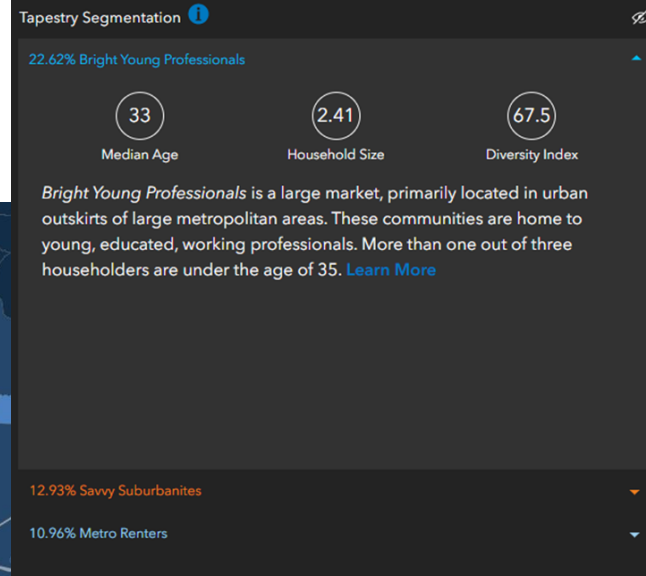 Tapestry Segmentation i
22.62% Bright Young Professionals
33 2.41 67.5
Median Age Household Size Diversity Index
Bright Young Professionals is a large market, primarily located in urban
outskirts of large metropolitan areas. These communities are home to
young, educated, working professionals. More than one out of three
householders are under the age of 35. Learn More
12.93% Savvy Suburbanites
10.96% Metro Renters